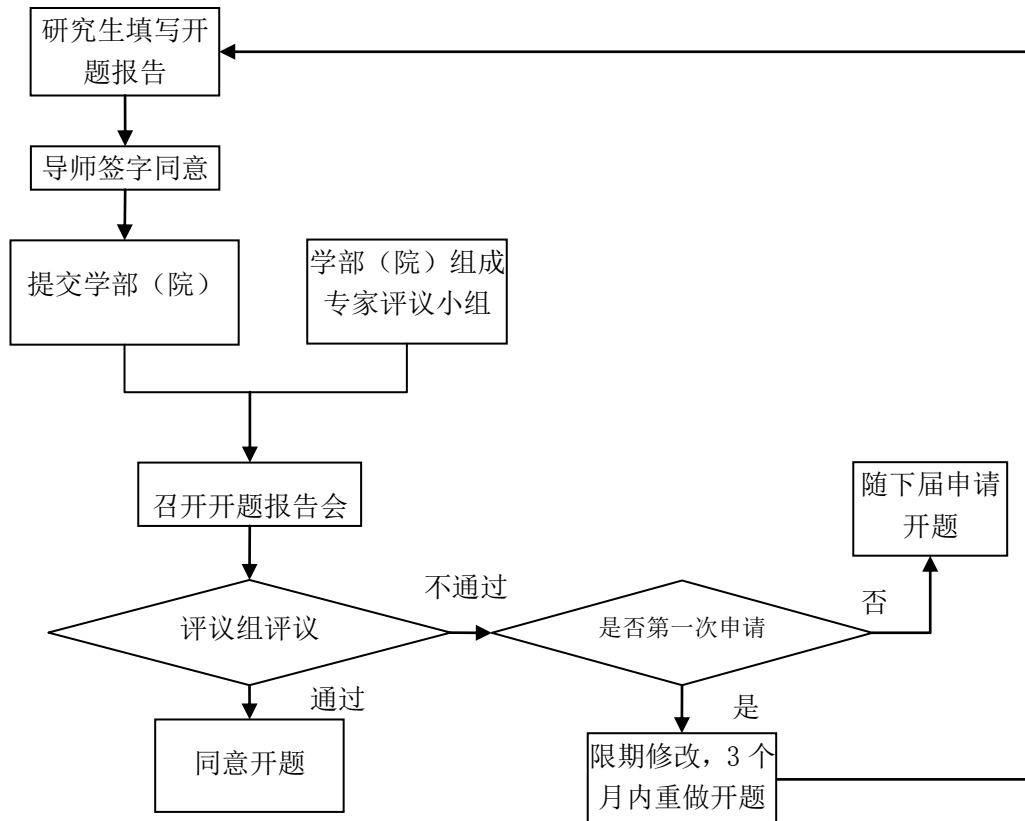 研究生填写开
题报告
导师签字同意
提交学部（院）
学部（院）组成
专家评议小组
召开开题报告会
随下届申请
开题
不通过
否
评议组评议
是否第一次申请
通过
是
同意开题
限期修改，3 个
月内重做开题